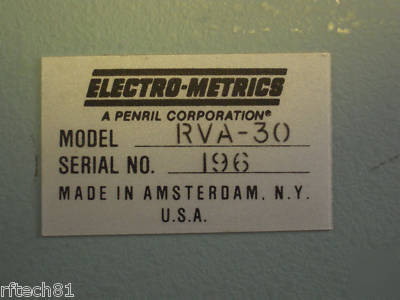 ELECTRO-METRICS
A PENRIL CORPORATION®
MODEL RVA-30
SERIAL NO. 196
MADE IN AMSTERDAM, N.Y.
U.S.A.
rftech81